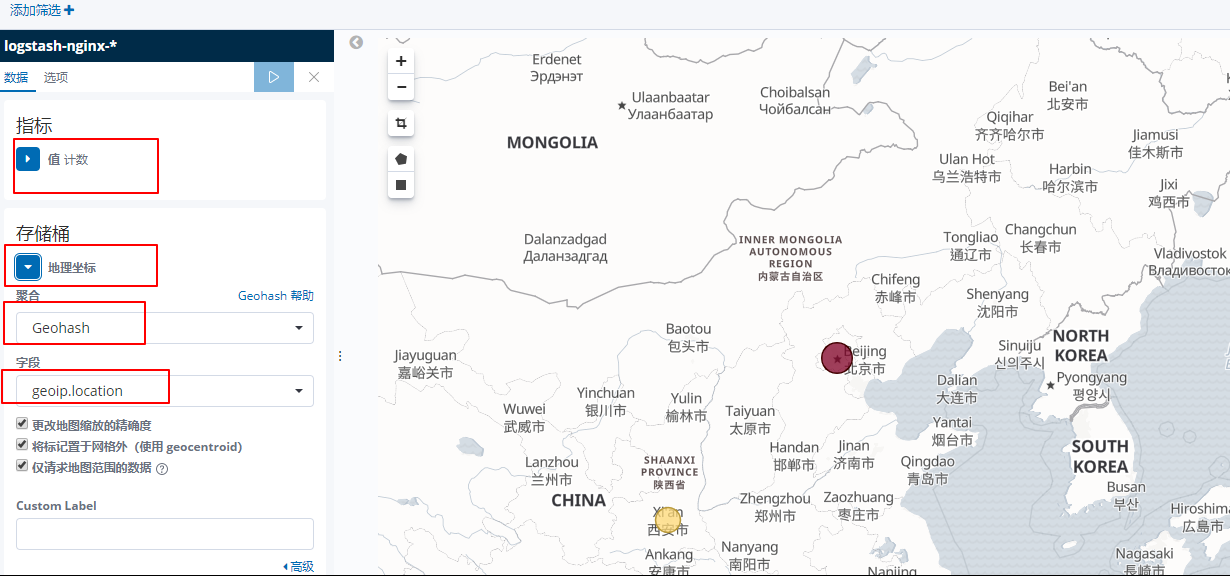 添加筛选
logstash-nginx-*
数据 选项
指标
值 计数
存储桶
地理坐标
聚合 Geohash 帮助
Geohash
字段
geoip.location
更改地图缩放的精确度
将标记置于网格外（使用 geocentroid)
仅请求地图范围的数据
Custom Label
高级
Erdenet
Эрдэнэт
Ulaanbaatar
Улаанбаатар
Choibalsan
Чойбалсан
MONGOLIA
Bei'an
北安市
Qiqihar
齐齐哈尔市
Jiamusi
佳木斯市
Ulan Hot
乌兰浩特市
Harbin
哈尔滨市
Jixi
鸡西市
Dalanzadgad
Даланзадгад
INNER MONGOLIA
AUTONOMOUS
REGION
内蒙古自治区
Tongliao
通辽市
Changchun
长春市
Vladivostok
Владивосток
Chifeng
赤峰市
Shenyang
沈阳市
Baotou
包头市
Jiayuguan
嘉峪关市
Beijing
北京市
Sinuiju
신의주시
NORTH
KOREA
Pyongyang
평양시
Dalian
大连市
Yinchuan
银川市
Yulin
榆林市
Wuwei
武威市
Taiyuan
太原市
Yantai
烟台市
Handan
邯郸市
Jinan
济南市
SOUTH
KOREA
Lanzhou
兰州市
SHAANXI
PROVINCE
陕西省
Qingdao
青岛市
CHINA
Zhengzhou
郑州市
Zaozhuang
枣庄市
Busan
부산
Xi'an
西安市
Hiroshima
広島市
Ankang
安康市
Nanyang
南阳市
Nanjing
Nagasaki
長崎市